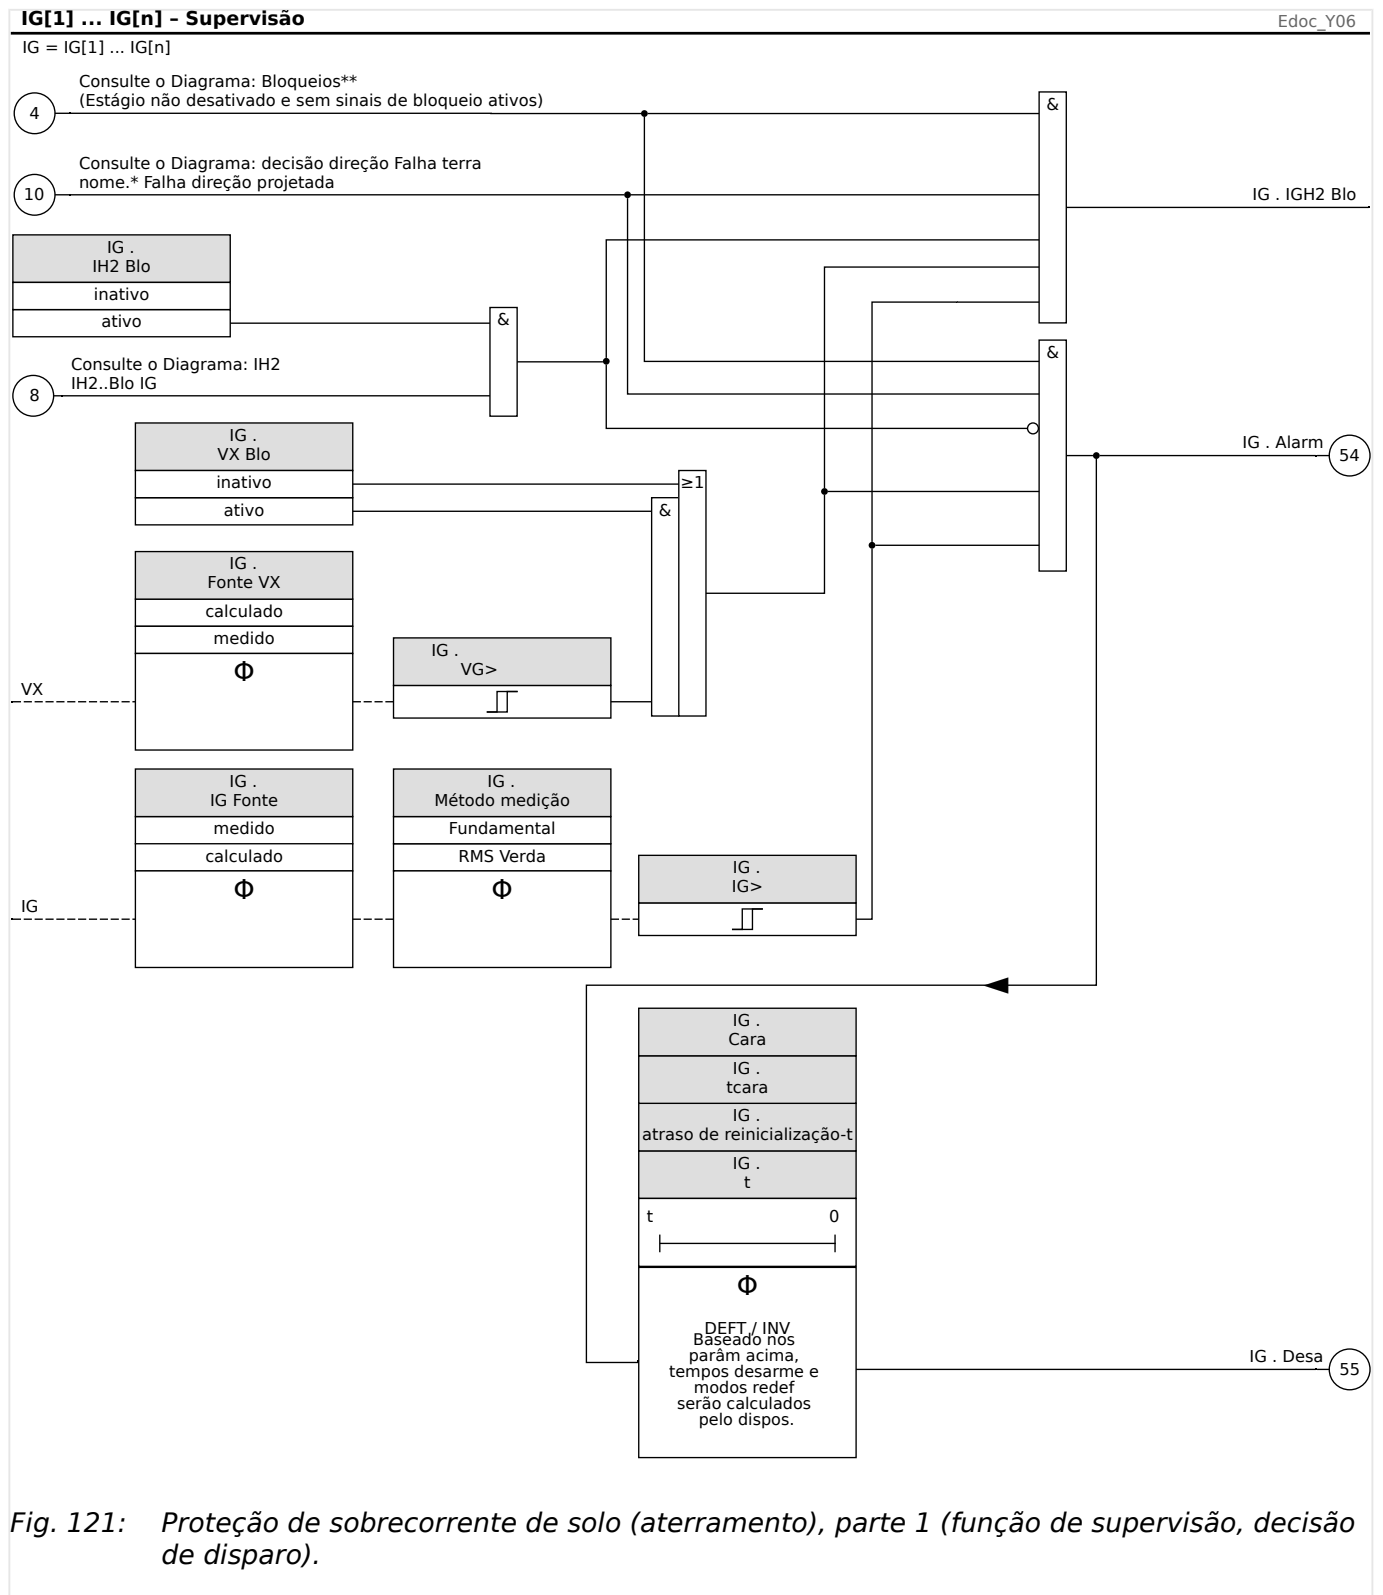 IG[1] ... IG[n] – Supervisão
Edoc_Y06
IG = IG[1] ... IG[n]
Consulte o Diagrama: Bloqueios**
(Estágio não desativado e sem sinais de bloqueio ativos)
4
&
Consulte o Diagrama: decisão direção Falha terra
nome.* Falha direção projetada
10
IG . IGH2 Blo
IG .
IH2 Blo
inativo
ativo
&
Consulte o Diagrama: IH2
IH2..Blo IG
8
&
IG . Alarm
54
IG .
VX Blo
inativo
ativo
≥1
&
IG .
Fonte VX
calculado
medido
Φ
VX
IG .
VG>
IG .
IG Fonte
medido
calculado
Φ
IG
IG .
Método medição
Fundamental
RMS Verda
Φ
IG .
IG>
IG .
Cara
IG .
tcara
IG .
atraso de reinicialização-t
IG .
t
t 0
Φ
DEFT / INV
Baseado nos
parâm acima,
tempos desarme e
modos redef
serão calculados
pelo dispos.
IG . Desa
55
Fig. 121: Proteção de sobrecorrente de solo (aterramento), parte 1 (função de supervisão, decisão
de disparo).